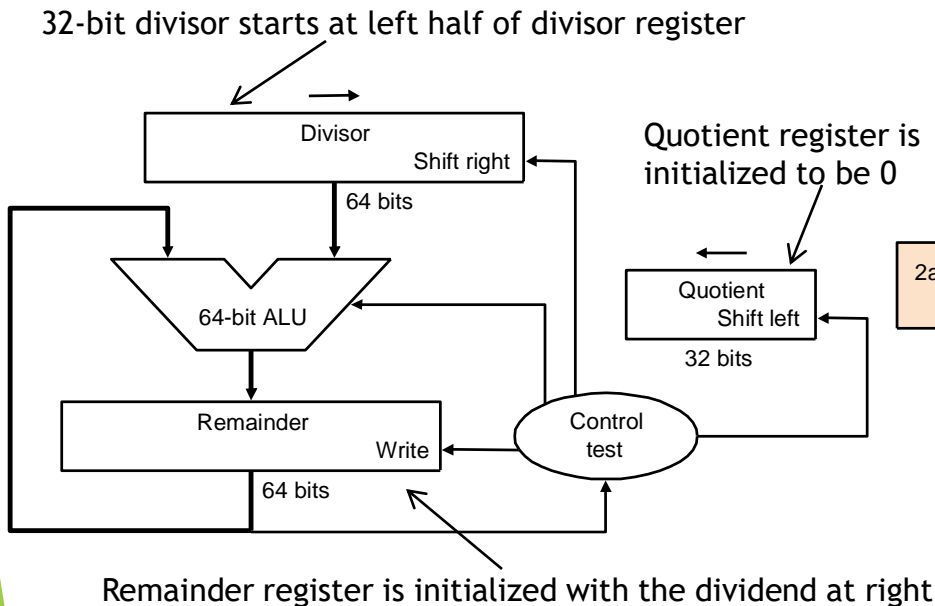 32-bit divisor starts at left half of divisor register
Divisor
Shift right
64 bits
Quotient register is
initialized to be 0
2a
64-bit ALU
Quotient
Shift left
32 bits
Remainder
Write
64 bits
Control
test
Remainder register is initialized with the dividend at right